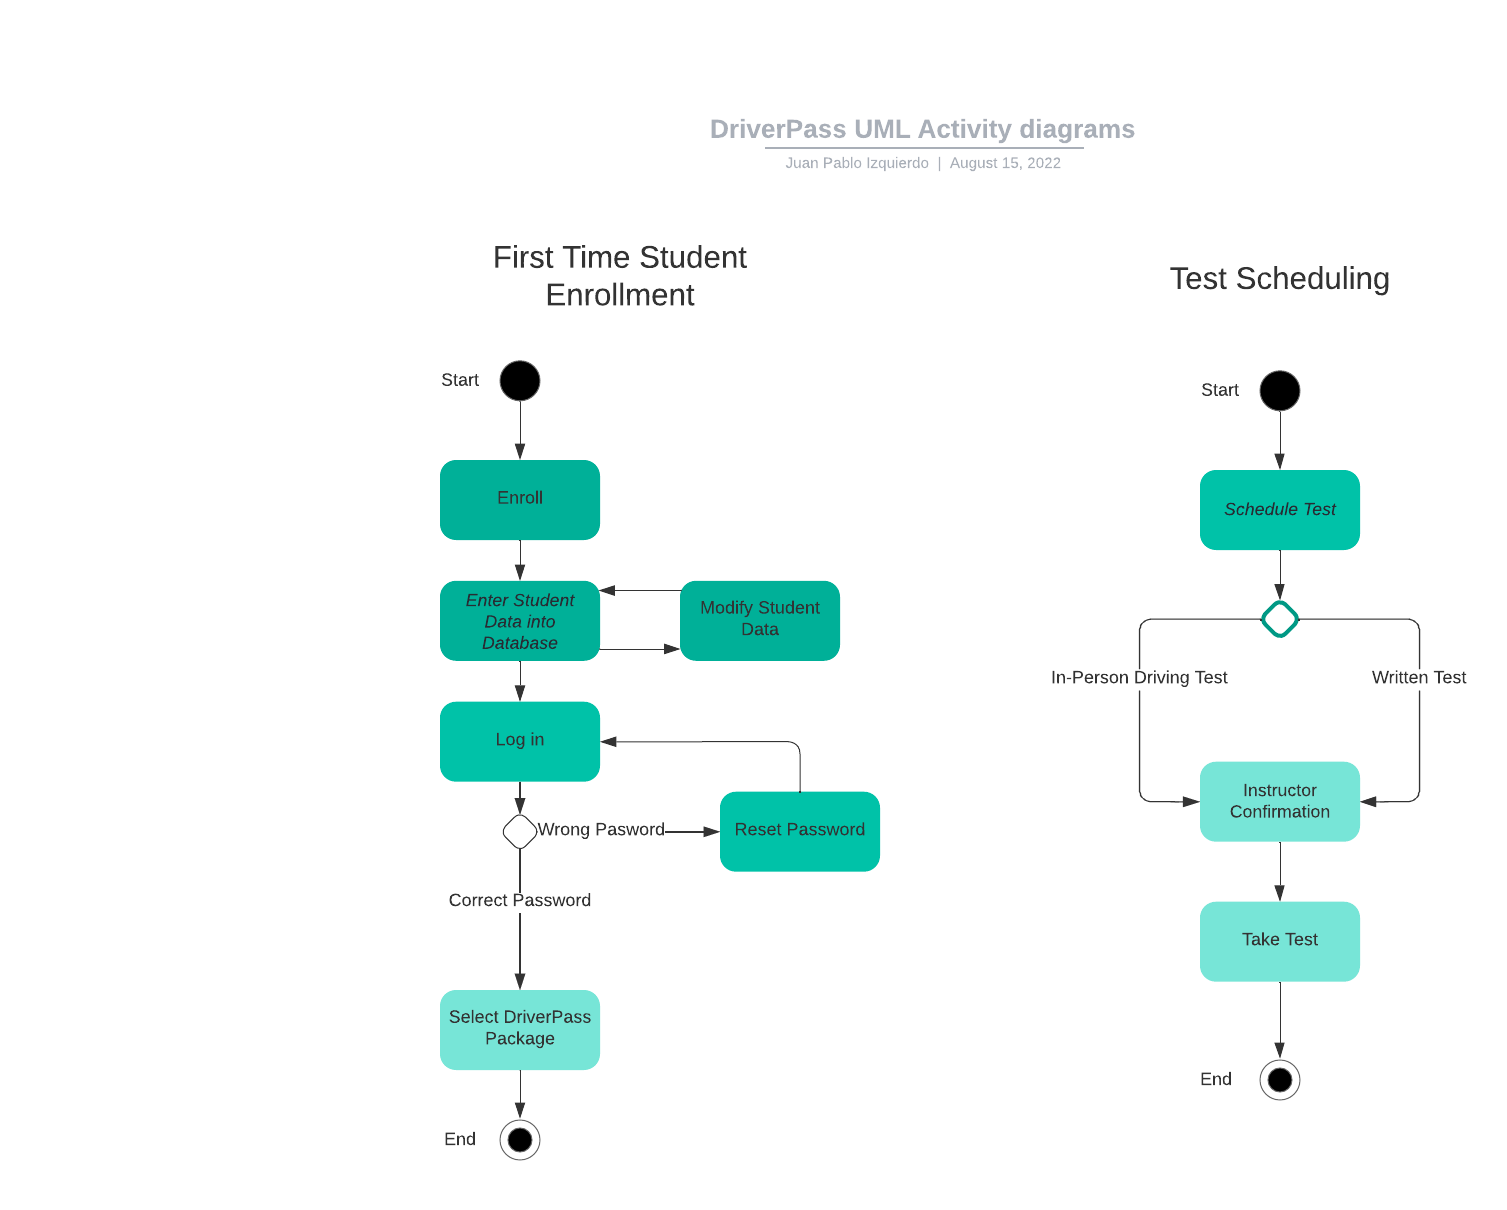 DriverPass UML Activity diagrams
Juan Pablo Izquierdo | August 15, 2022
First Time Student
Enrollment
Start
Enroll
Enter Student
Data into
Database
Modify Student
Data
Log in
Wrong Pasword
Reset Password
Correct Password
Select DriverPass
Package
End
Test Scheduling
Start
Schedule Test
In-Person Driving Test
Written Test
Instructor
Confirmation
Take Test
End